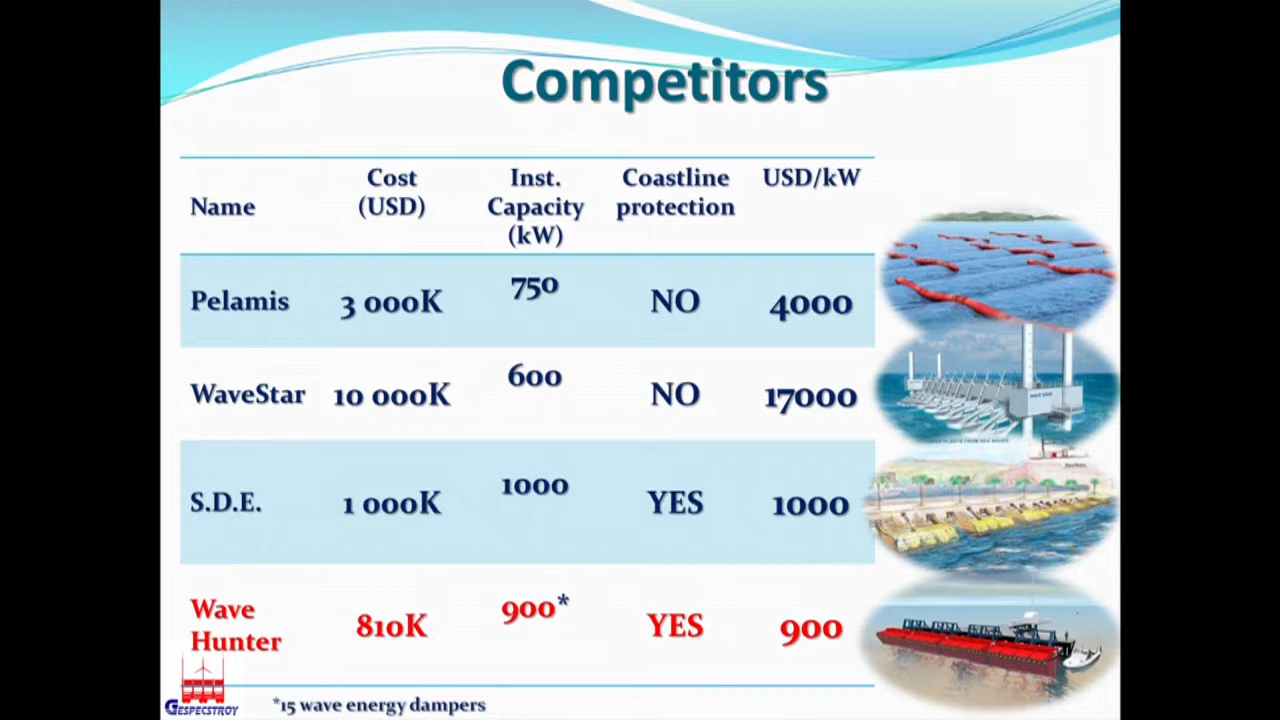 Competitors
Name
Cost
(USD)
Inst.
Capacity
(kW)
Coastline
protection
USD/kW
Pelamis
3 000K
750
NO
4000
WaveStar
10 000K
600
NO
17000
S.D.E.
1 000K
1000
YES
1000
Wave
Hunter
810K
900*
YES
900
WAVE STAR
GESPECSTROY
*15 wave energy dampers